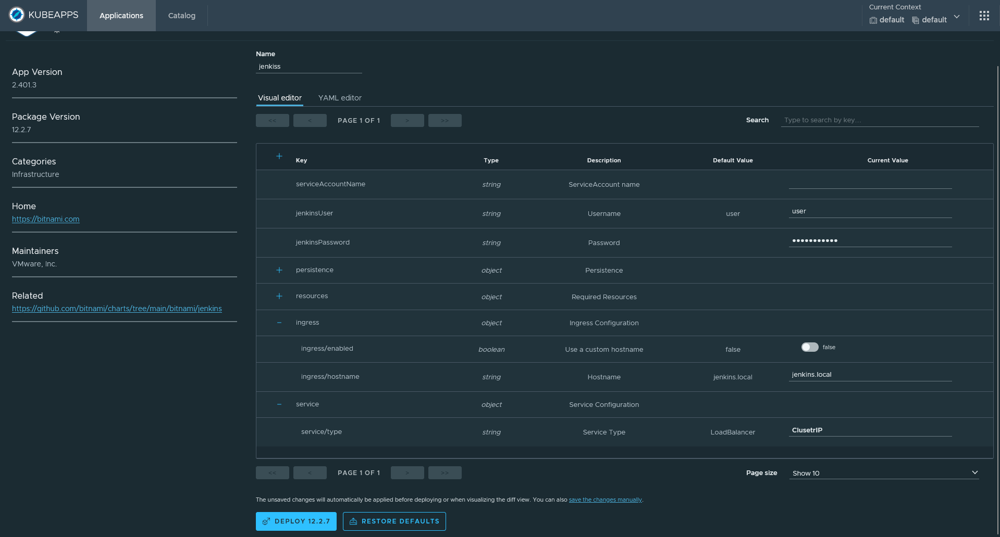 KUBEAPPS
Applications
Catalog
Current Context
default default
Name
jenkiss
App Version
2.401.3
Package Version
12.2.7
Categories
Infrastructure
Home
https://bitnami.com
Maintainers
VMware, Inc.
Related
https://github.com/bitnami/charts/tree/main/bitnami/jenkins
Visual editor YAML editor
<< < PAGE 1 OF 1 > >>
Search Type to search by key...
+ Key Type Description Default Value Current Value
serviceAccountName string ServiceAccount name
jenkinsUser string Username user user
jenkinsPassword string Password •••••••••••
+ persistence object Persistence
+ resources object Required Resources
− ingress object Ingress Configuration
ingress/enabled boolean Use a custom hostname false false
ingress/hostname string Hostname jenkins.local jenkins.local
− service object Service Configuration
service/type string Service Type LoadBalancer ClusetrIP
<< < PAGE 1 OF 1 > >>
Page size Show 10
The unsaved changes will automatically be applied before deploying or when visualizing the diff view. You can also save the changes manually.
DEPLOY 12.2.7 RESTORE DEFAULTS